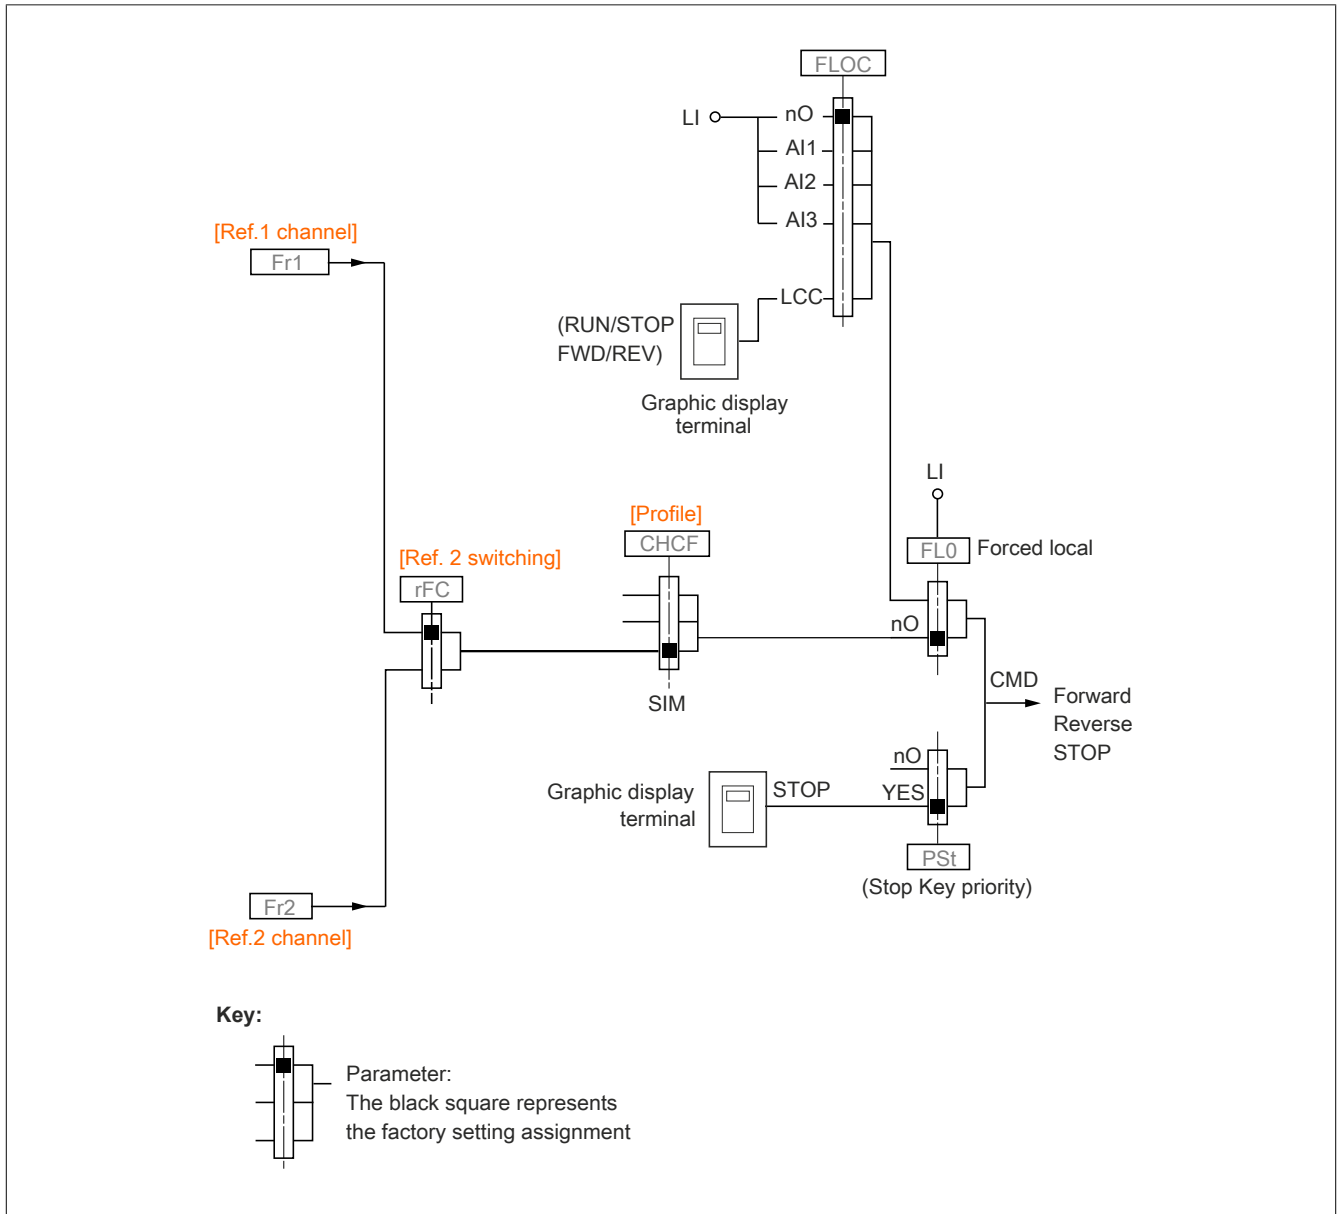 FLOC
LI
nO
AI1
AI2
AI3
LCC
[Ref.1 channel]
Fr1
(RUN/STOP
FWD/REV)
Graphic display
terminal
LI
[Profile]
CHCF
FL0
Forced local
[Ref. 2 switching]
rFC
nO
SIM
CMD
Forward
Reverse
STOP
nO
Graphic display
terminal
STOP
YES
PSt
(Stop Key priority)
Fr2
[Ref.2 channel]
Key:
Parameter:
The black square represents
the factory setting assignment